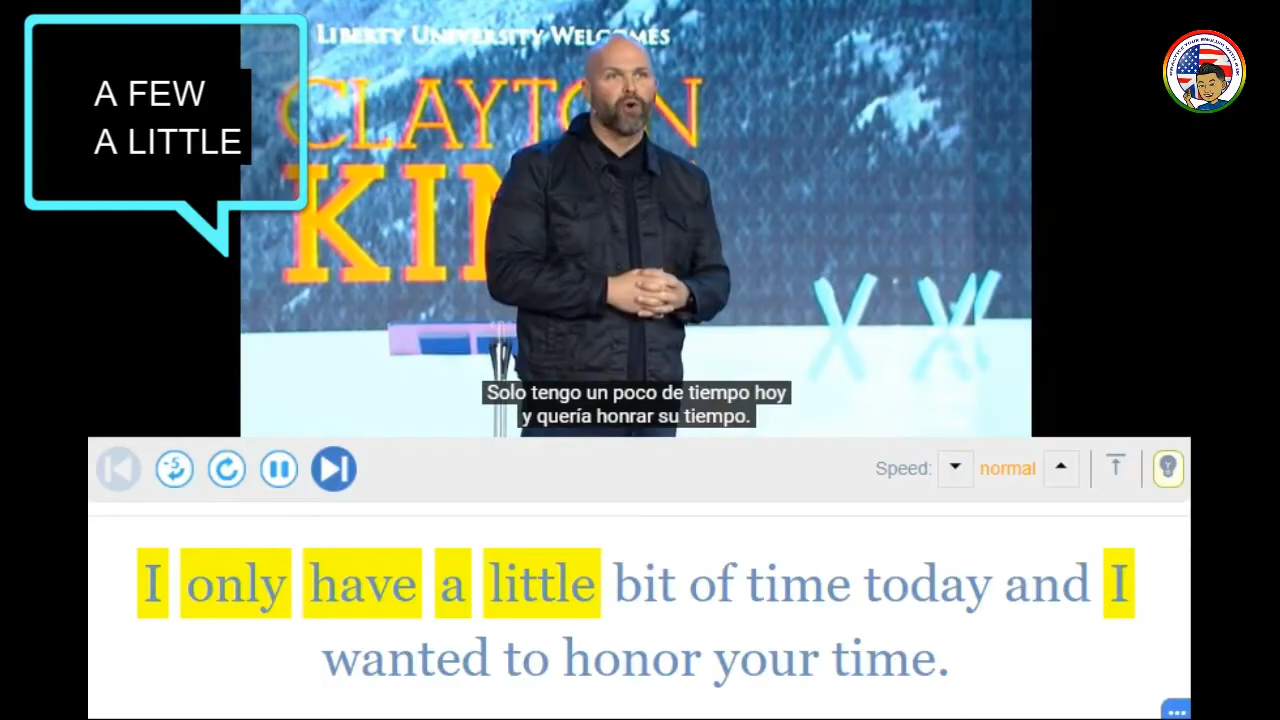 A FEW
A LITTLE
LIBERTY UNIVERSITY WELCOMES
CLAYTON
Solo tengo un poco de tiempo hoy
y quería honrar su tiempo.
Speed: normal
I only have a little bit of time today and I
wanted to honor your time.